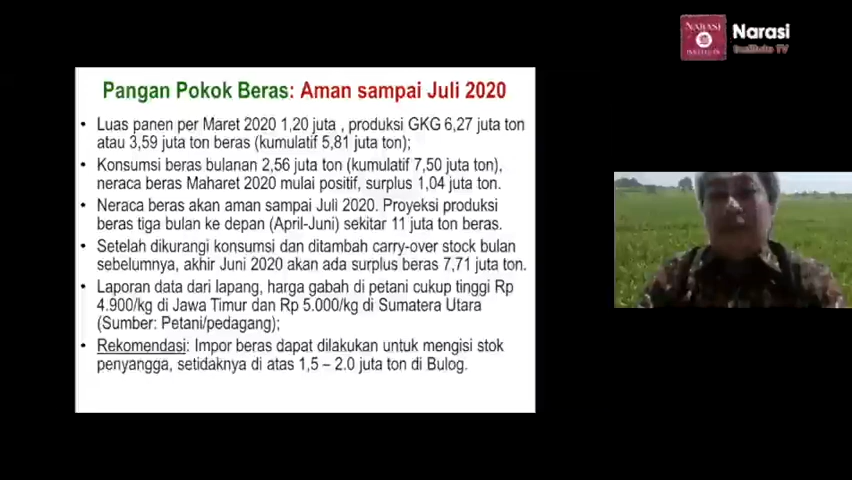 NARASI
INSTITUTE
Narasi
Institute TV
Pangan Pokok Beras: Aman sampai Juli 2020
• Luas panen per Maret 2020 1,20 juta , produksi GKG 6,27 juta ton
atau 3,59 juta ton beras (kumulatif 5,81 juta ton);
• Konsumsi beras bulanan 2,56 juta ton (kumulatif 7,50 juta ton),
neraca beras Maharet 2020 mulai positif, surplus 1,04 juta ton.
• Neraca beras akan aman sampai Juli 2020. Proyeksi produksi
beras tiga bulan ke depan (April-Juni) sekitar 11 juta ton beras.
• Setelah dikurangi konsumsi dan ditambah carry-over stock bulan
sebelumnya, akhir Juni 2020 akan ada surplus beras 7,71 juta ton.
• Laporan data dari lapang, harga gabah di petani cukup tinggi Rp
4.900/kg di Jawa Timur dan Rp 5.000/kg di Sumatera Utara
(Sumber: Petani/pedagang);
• Rekomendasi: Impor beras dapat dilakukan untuk mengisi stok
penyangga, setidaknya di atas 1,5 – 2.0 juta ton di Bulog.